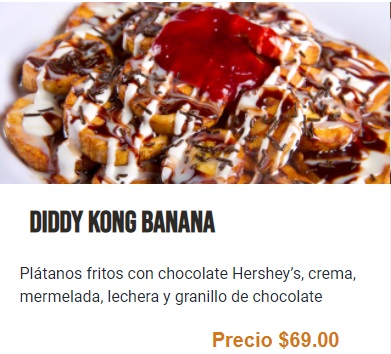 DIDDY KONG BANANA
Plátanos fritos con chocolate Hershey’s, crema,
mermelada, lechera y granillo de chocolate
Precio $69.00